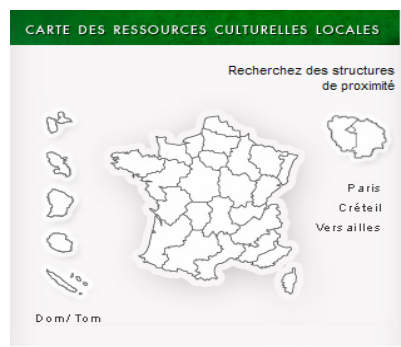 CARTE DES RESSOURCES CULTURELLES LOCALES
Recherchez des structures
de proximité
Paris
Créteil
Versailles
Dom/Tom